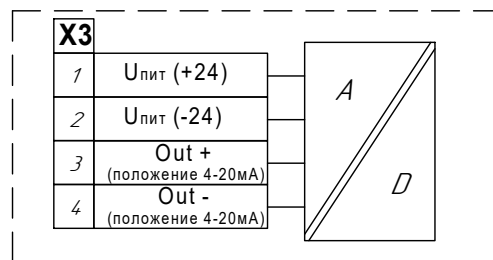 X3
1 Uпит (+24)
2 Uпит (-24)
3 Out +
(положение 4-20мА)
4 Out -
(положение 4-20мА)
A
D